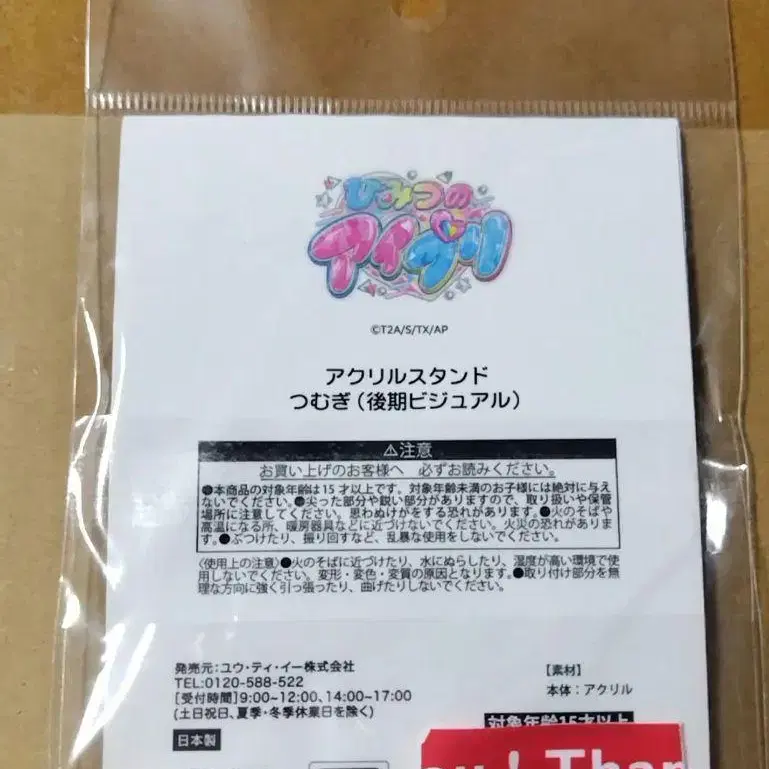 ひみつの
アイプリ
©T2A/S/TX/AP
アクリルスタンド
つむぎ（後期ビジュアル）
⚠注意
お買い上げのお客様へ　必ずお読みください。
●本商品の対象年齢は15才以上です。対象年齢未満のお子様には絶対に与え
ないでください。●尖った部分や鋭い部分がありますので、取り扱いや保管
場所に注意してください。思わぬけがをする恐れがあります。●火のそばや
高温になる所、暖房器具などに近づけないでください。火災の恐れがありま
す。●ぶつけたり、振り回すなど、乱暴な使用をしないでください。
〈使用上の注意〉●火のそばに近づけたり、水にぬらしたり、湿度が高い環境で使
用しないでください。変形・変色・変質の原因となります。●取り付け部分を無
理な方向に強く引っ張ったり、曲げたりしないでください。
発売元：ユウ・ティ・イー株式会社
TEL:0120-588-522
[受付時間]9:00~12:00、14:00~17:00
(土日祝日、夏季・冬季休業日を除く)
日本製
【素材】
本体：アクリル
対象年齢15才以上
ou ! Than